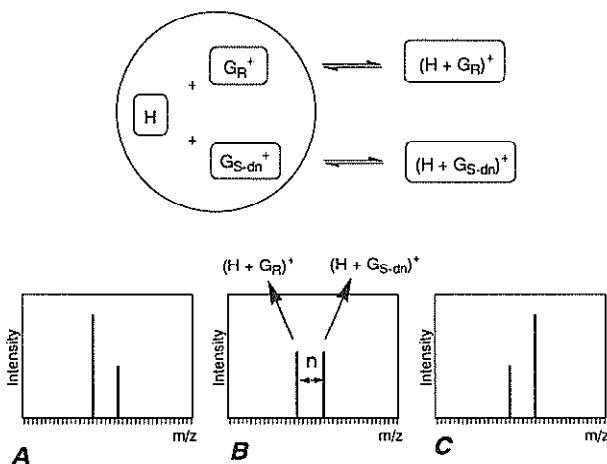 G_R^+
(H + G_R)^+
+
H
+
G_S-dn^+
(H + G_S-dn)^+
(H + G_R)^+
(H + G_S-dn)^+
Intensity
m/z
A
Intensity
n
m/z
B
Intensity
m/z
C